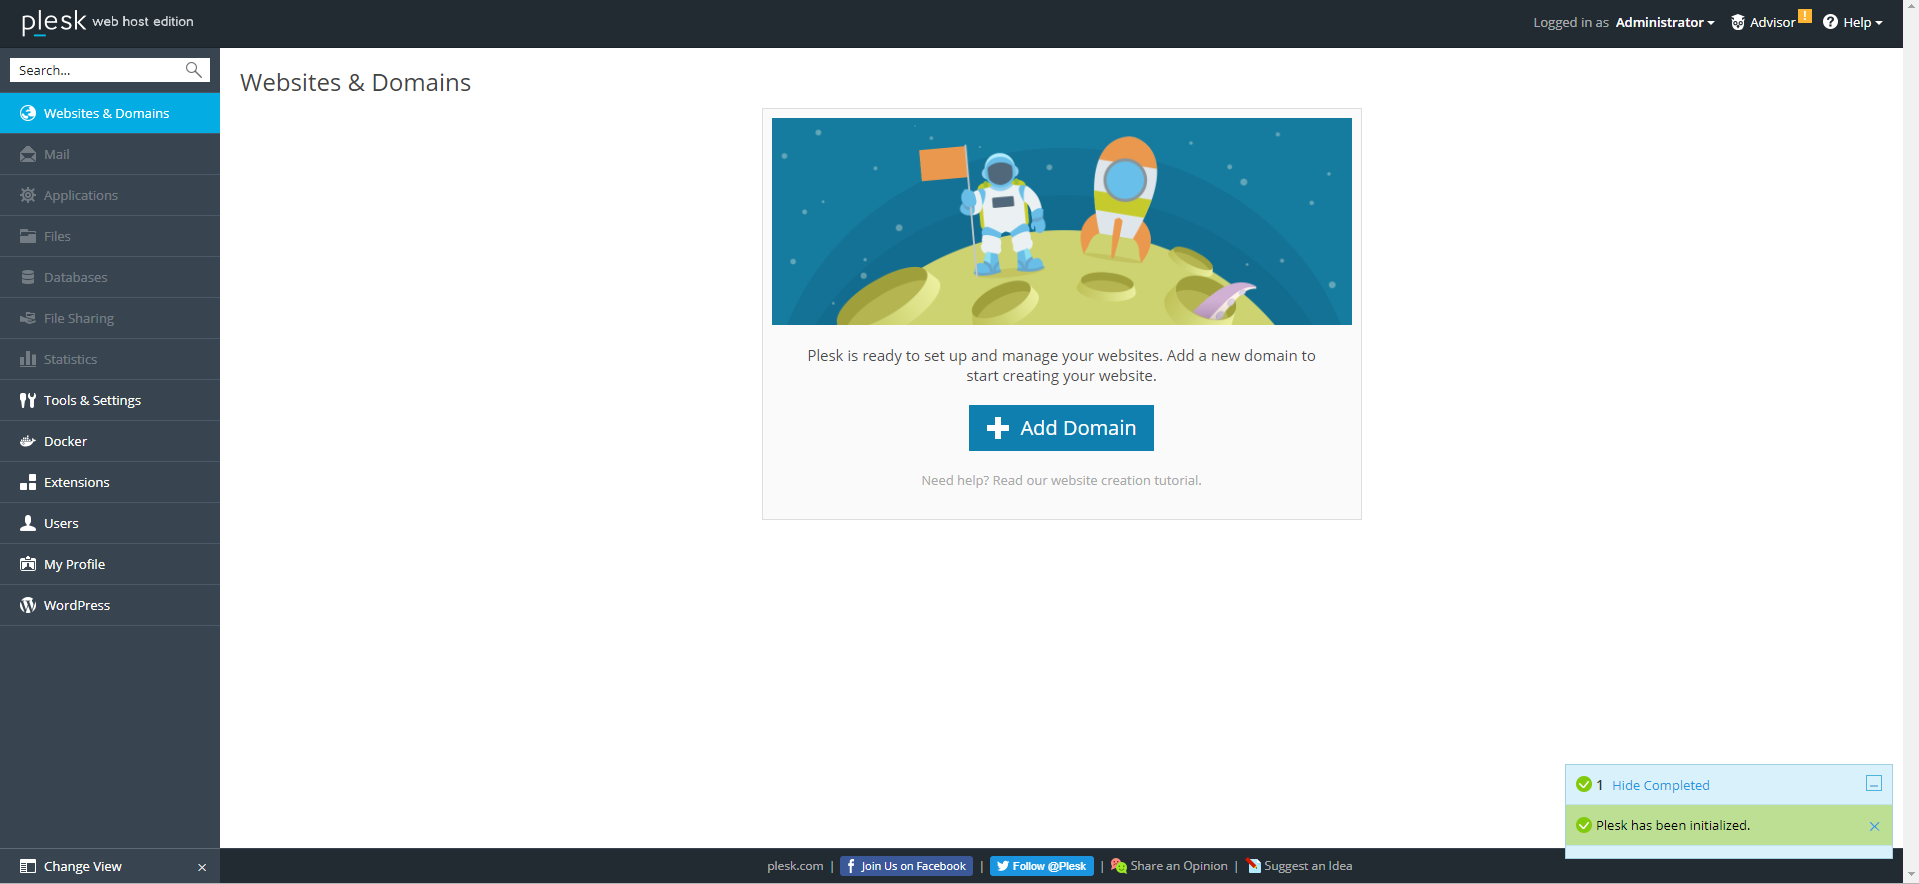 plesk web host edition
Logged in as Administrator
Advisor
!
Help
Search...
Websites & Domains
Mail
Applications
Files
Databases
File Sharing
Statistics
Tools & Settings
Docker
Extensions
Users
My Profile
WordPress
Change View
Websites & Domains
Plesk is ready to set up and manage your websites. Add a new domain to
start creating your website.
Add Domain
Need help? Read our website creation tutorial.
1 Hide Completed
Plesk has been initialized.
plesk.com | Join Us on Facebook | Follow @Plesk | Share an Opinion | Suggest an Idea